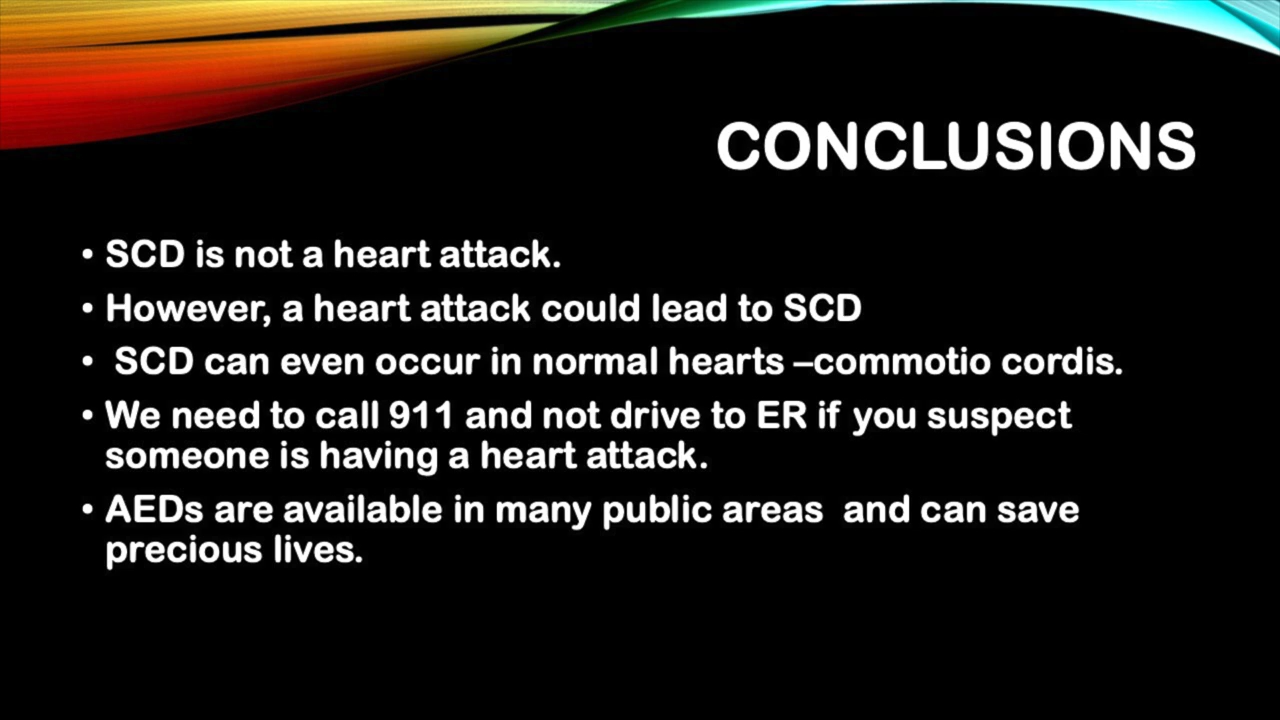 CONCLUSIONS
• SCD is not a heart attack.
• However, a heart attack could lead to SCD
•  SCD can even occur in normal hearts –commotio cordis.
• We need to call 911 and not drive to ER if you suspect
someone is having a heart attack.
• AEDs are available in many public areas  and can save
precious lives.